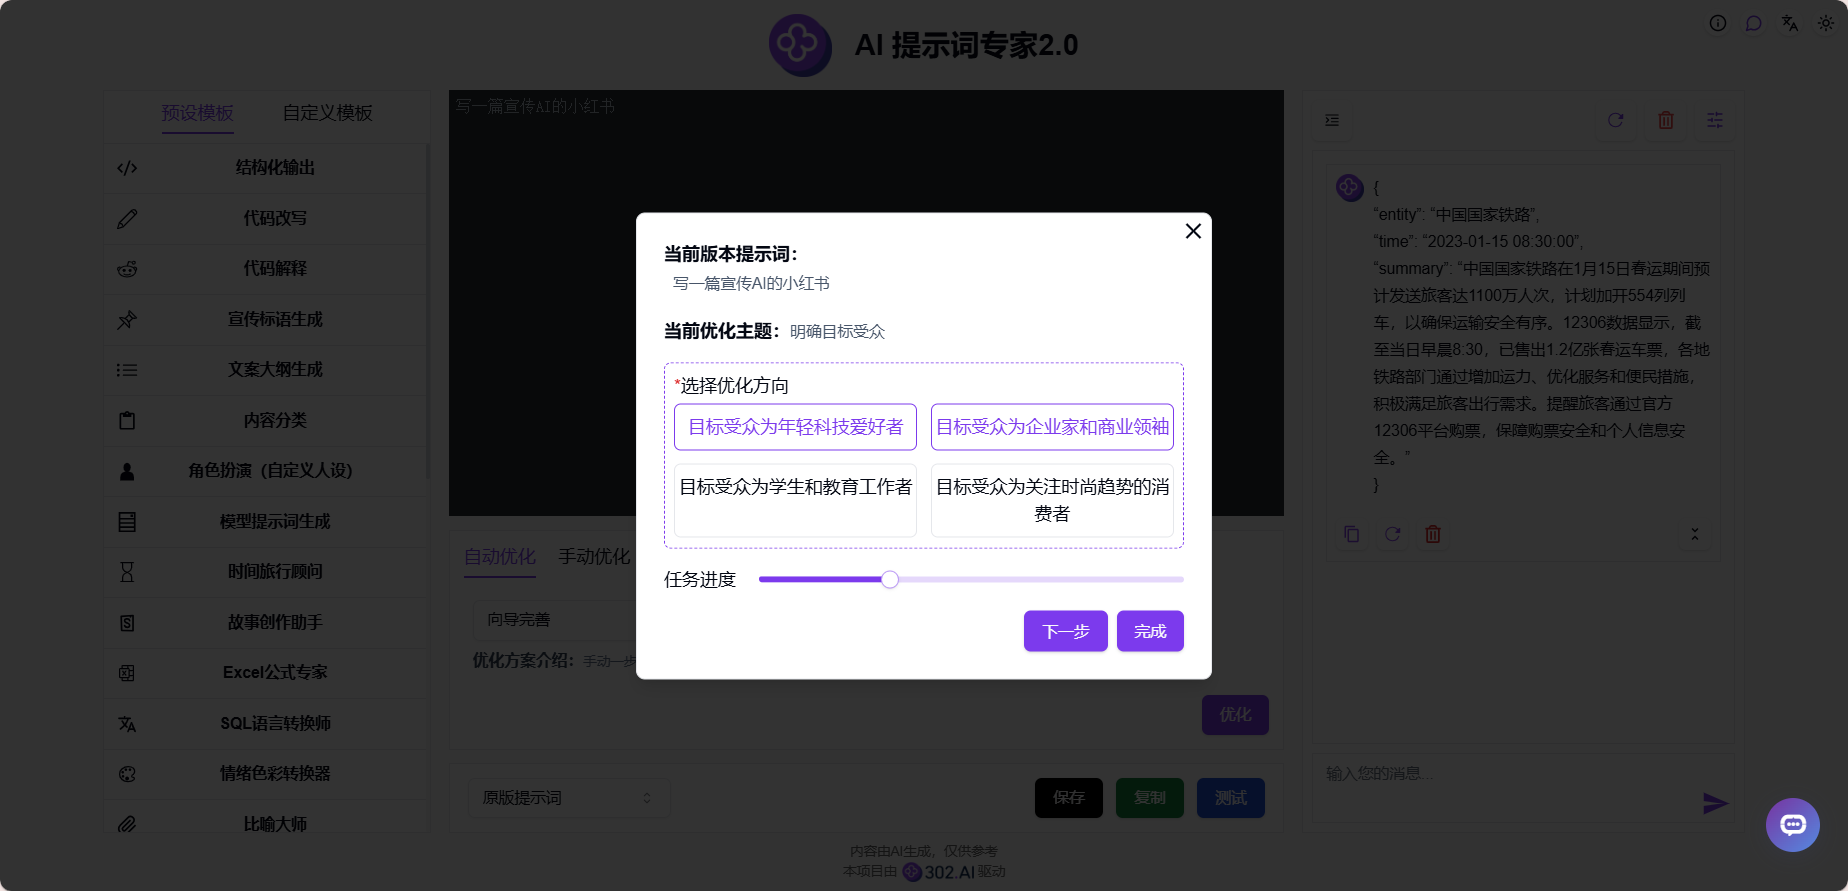 AI 提示词专家2.0
预设模板
自定义模板
结构化输出
代码改写
代码解释
宣传标语生成
文案大纲生成
内容分类
角色扮演（自定义人设）
模型提示词生成
时间旅行顾问
故事创作助手
Excel公式专家
SQL语言转换师
情绪色彩转换器
比喻大师
写一篇宣传AI的小红书
当前版本提示词：
写一篇宣传AI的小红书
当前优化主题：明确目标受众
*选择优化方向
目标受众为年轻科技爱好者
目标受众为企业家和商业领袖
目标受众为学生和教育工作者
目标受众为关注时尚趋势的消
费者
任务进度
下一步
完成
自动优化
手动优化
向导完善
优化方案介绍：手动一步
优化
原版提示词
保存
复制
测试
{
“entity”: “中国国家铁路”,
“time”: “2023-01-15 08:30:00”,
“summary”: “中国国家铁路在1月15日春运期间预
计发送旅客达1100万人次，计划加开554列列
车，以确保运输安全有序。12306数据显示，截
至当日早晨8:30，已售出1.2亿张春运车票，各地
铁路部门通过增加运力、优化服务和便民措施，
积极满足旅客出行需求。提醒旅客通过官方
12306平台购票，保障购票安全和个人信息安
全。”
}
输入您的消息...
内容由AI生成，仅供参考
本项目由 302.AI 驱动